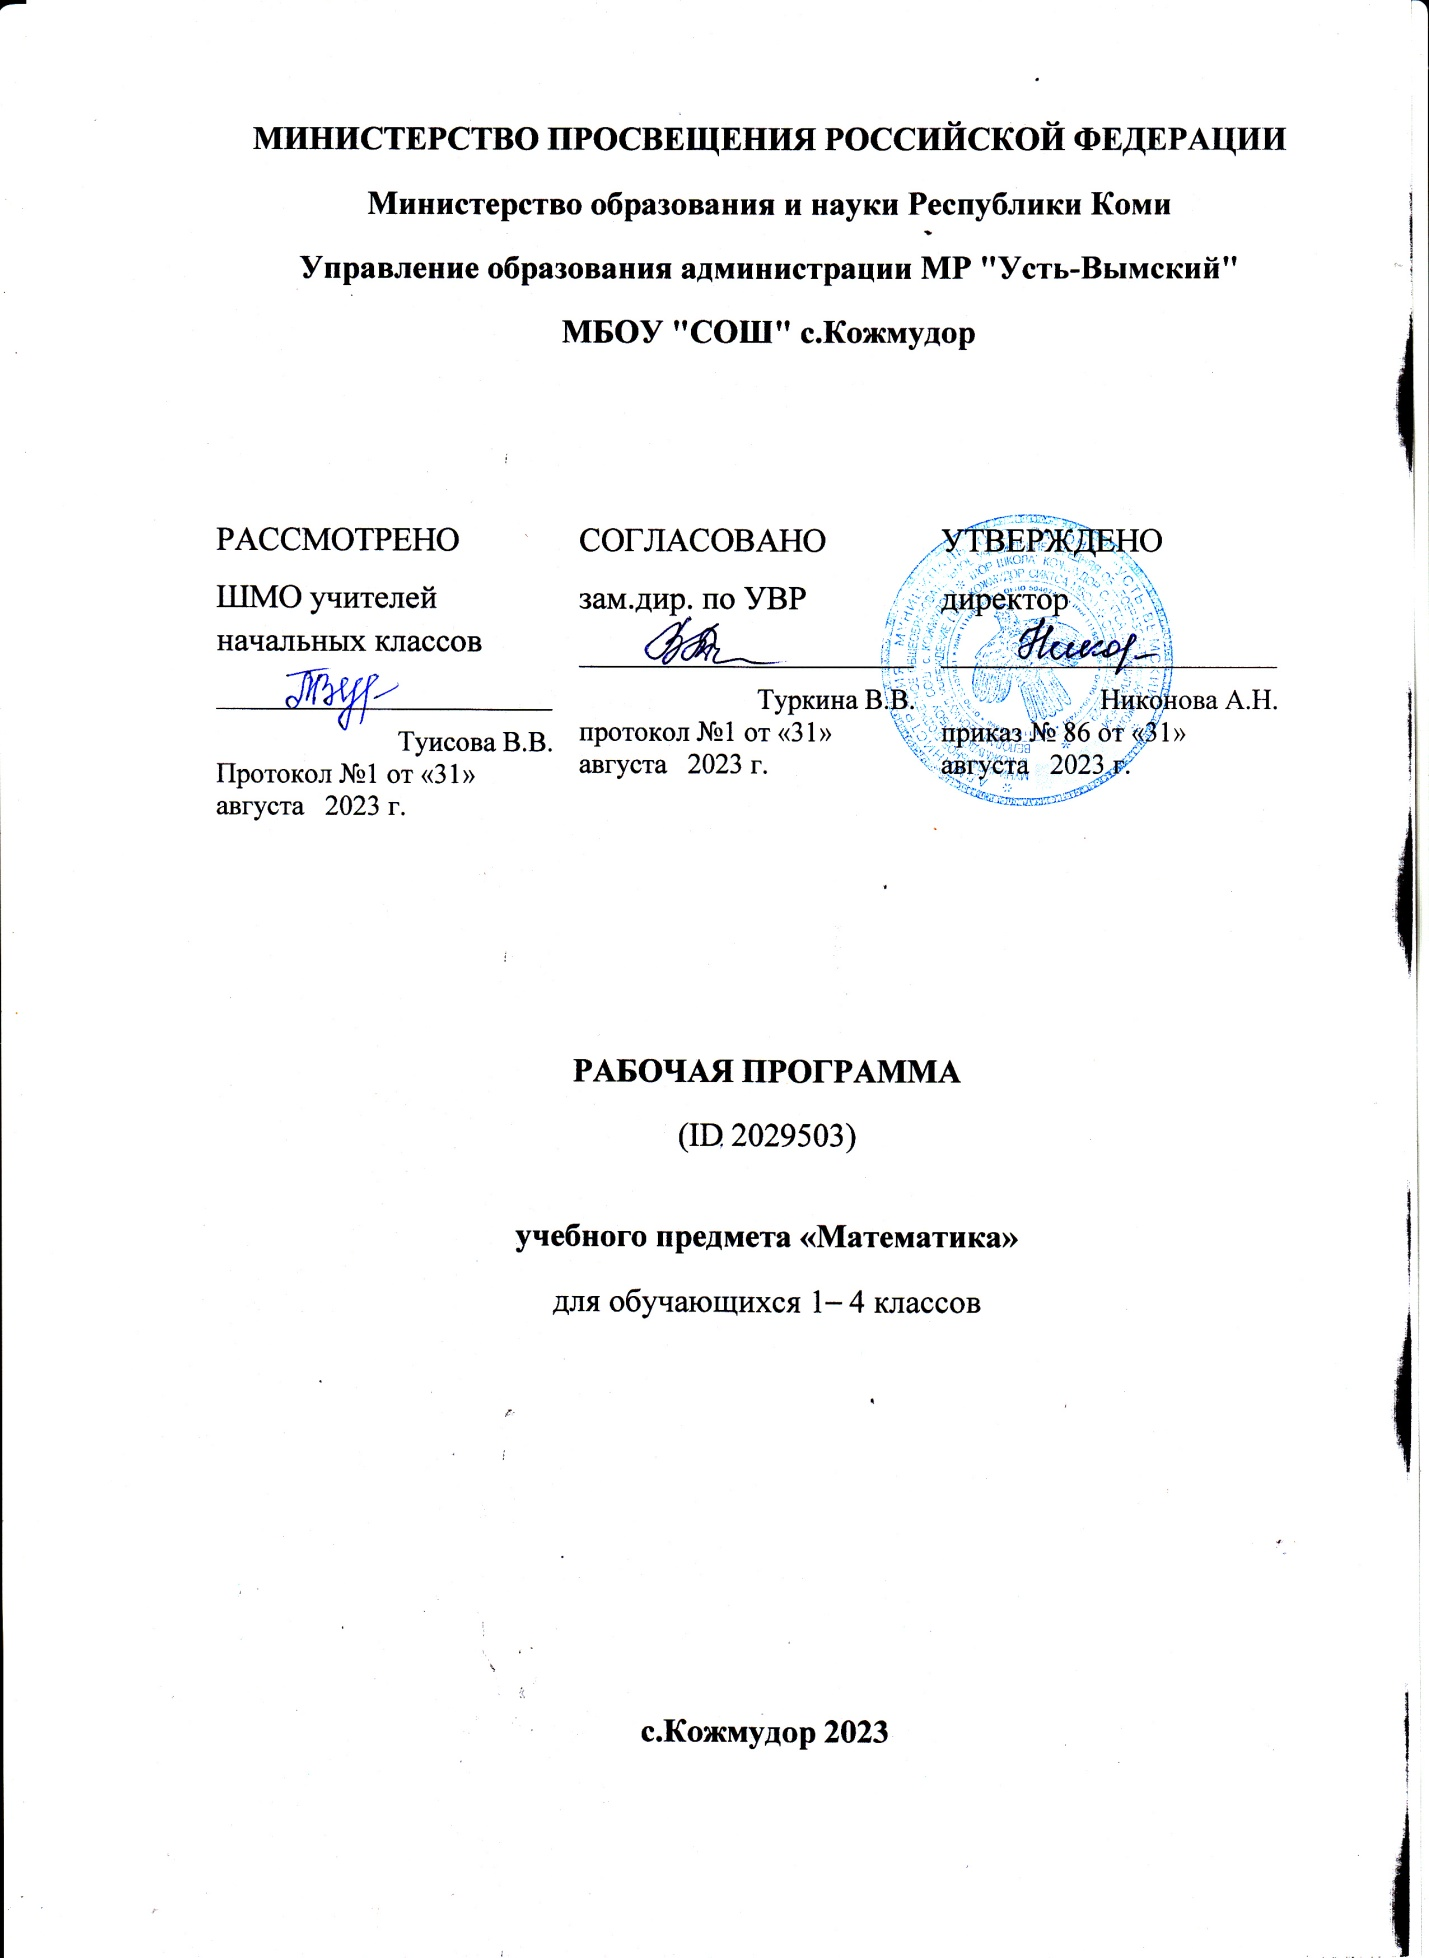 МИНИСТЕРСТВО ПРОСВЕЩЕНИЯ РОССИЙСКОЙ ФЕДЕРАЦИИ
Министерство образования и науки Республики Коми
Управление образования администрации МР "Усть-Вымский"
МБОУ "СОШ" с.Кожмудор
РАССМОТРЕНО
ШМО учителей
начальных классов
Туисова В.В.
Протокол №1 от «31»
августа 2023 г.
СОГЛАСОВАНО
зам.дир. по УВР
Туркина В.В.
протокол №1 от «31»
августа 2023 г.
УТВЕРЖДЕНО
директор
Никонова А.Н.
приказ № 86 от «31»
августа 2023 г.
РАБОЧАЯ ПРОГРАММА
(ID 2029503)
учебного предмета «Математика»
для обучающихся 1– 4 классов
с.Кожмудор 2023